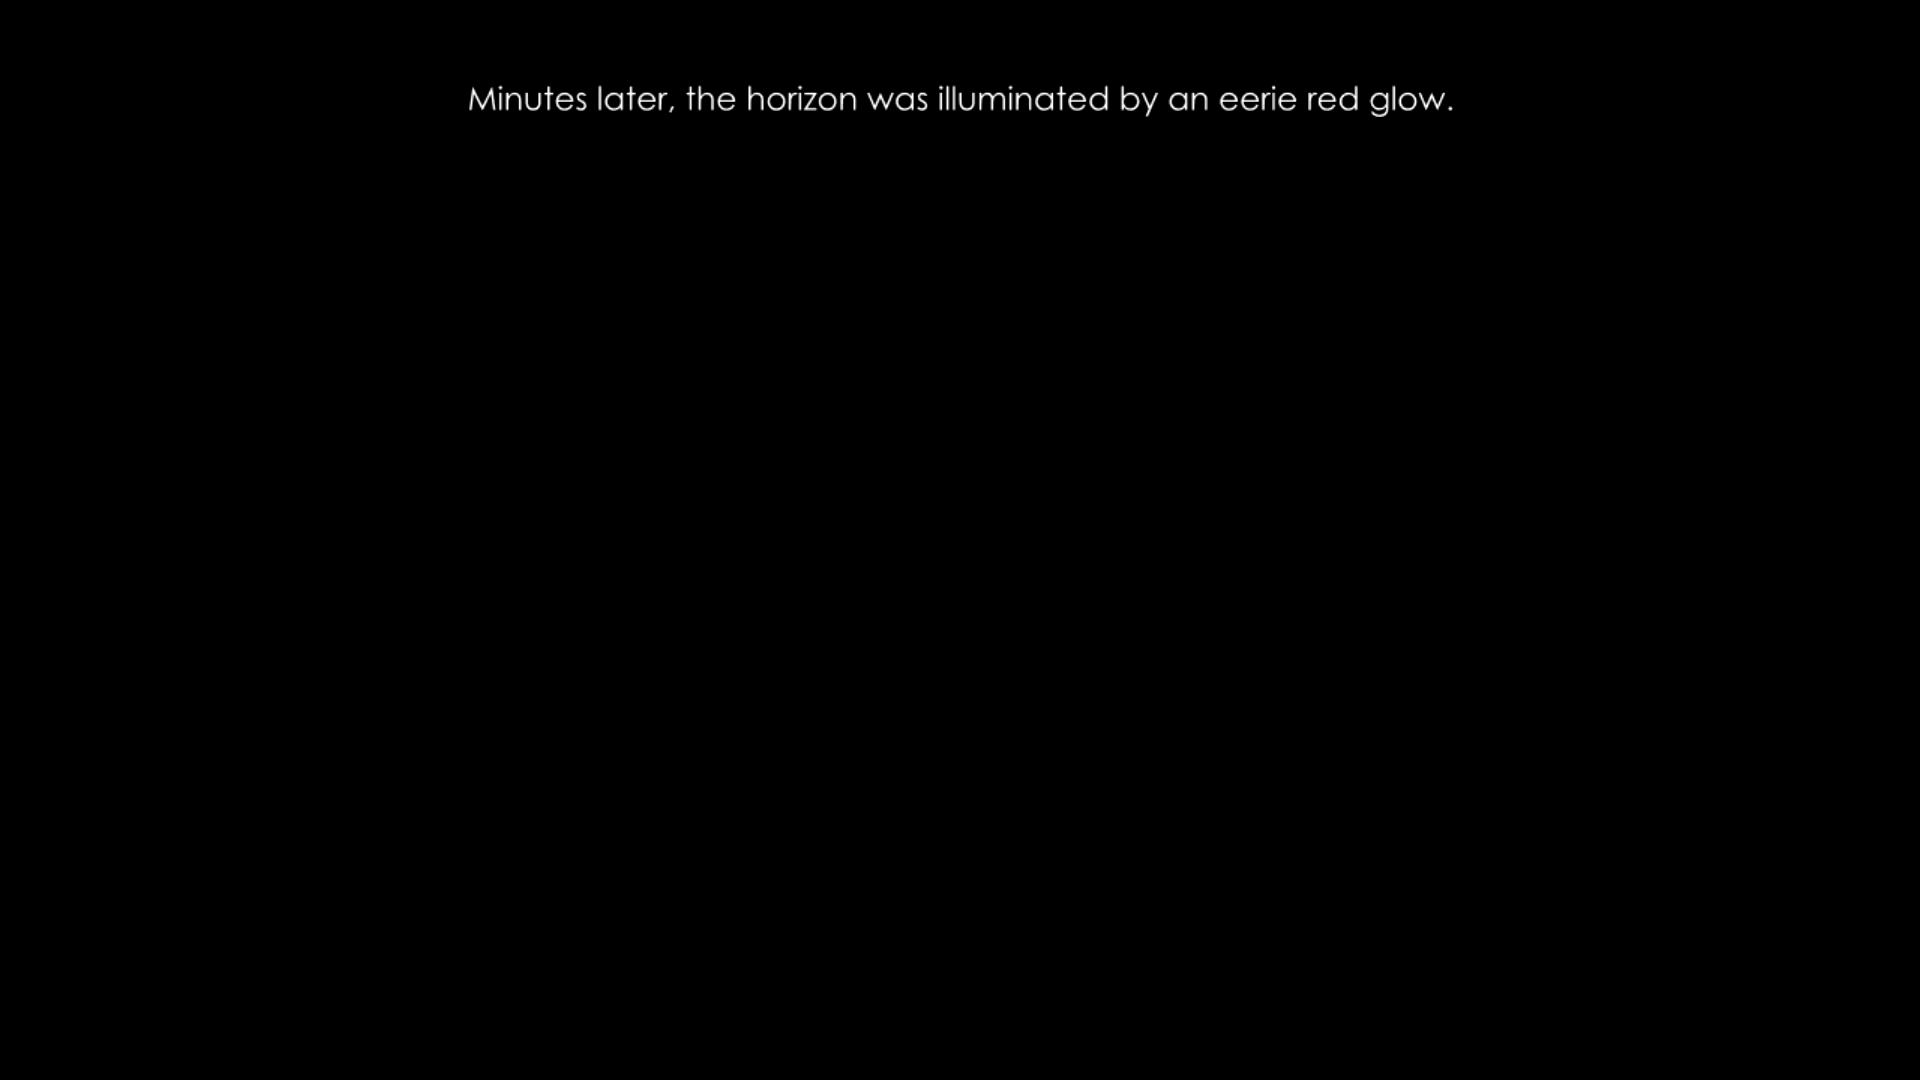 Minutes later, the horizon was illuminated by an eerie red glow.